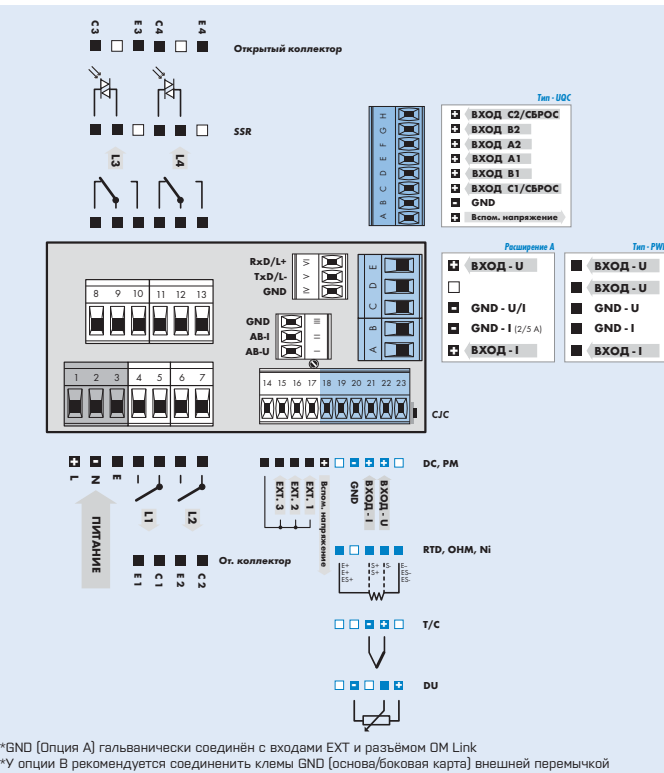 C3 E3 C4 E4
Открытый коллектор
SSR
L3 L4
Тип - UQC
H G F E D C B A
ВХОД C2/СБРОС
ВХОД B2
ВХОД A2
ВХОД A1
ВХОД B1
ВХОД C1/СБРОС
GND
Вспом. напряжение
Расширение A
ВХОД - U
GND - U/I
GND - I (2/5 A)
ВХОД - I
Тип - PWR
ВХОД - U
ВХОД - U
GND - U
GND - I
ВХОД - I
RxD/L+
TxD/L-
GND
VI V IV
GND
AB-I
AB-U
III II I
E D C B A
8 9 10 11 12 13
1 2 3 4 5 6 7
14 15 16 17 18 19 20 21 22 23
CJC
L N E
L1 L2
ПИТАНИЕ
E1 C1 E2 C2
От. коллектор
EXT. 3
EXT. 2
EXT. 1
Вспом. напряжение
GND
ВХОД - I
ВХОД - U
DC, PM
RTD, OHM, Ni
E+ S+ S- E-
E+ S+ ES-
ES+ ES-
T/C
DU
*GND (Опция A) гальванически соединён с входами EXT и разъёмом OM Link
*У опции B рекомендуется соединенить клемы GND (основа/боковая карта) внешней перемычкой